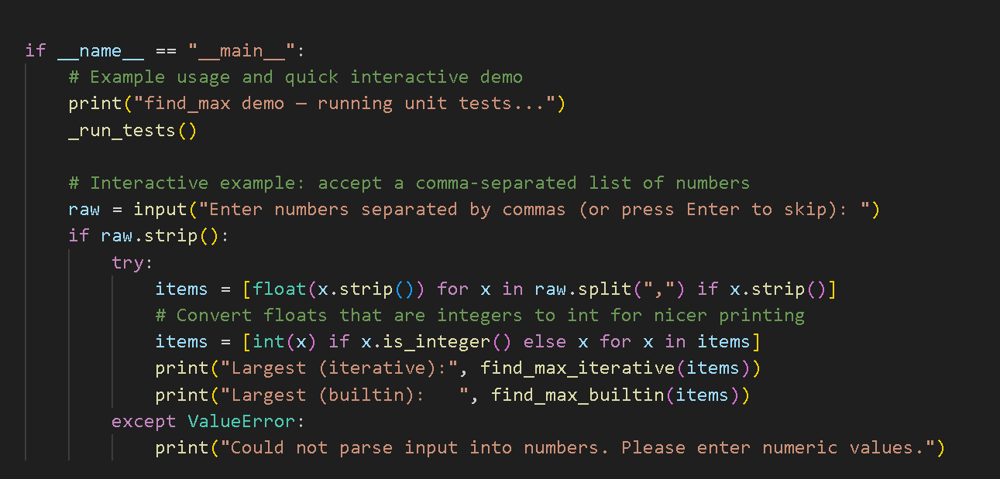 if __name__ == "__main__":
    # Example usage and quick interactive demo
    print("find_max demo — running unit tests...")
    _run_tests()

    # Interactive example: accept a comma-separated list of numbers
    raw = input("Enter numbers separated by commas (or press Enter to skip): ")
    if raw.strip():
        try:
            items = [float(x.strip()) for x in raw.split(",") if x.strip()]
            # Convert floats that are integers to int for nicer printing
            items = [int(x) if x.is_integer() else x for x in items]
            print("Largest (iterative):", find_max_iterative(items))
            print("Largest (builtin):   ", find_max_builtin(items))
        except ValueError:
            print("Could not parse input into numbers. Please enter numeric values.")